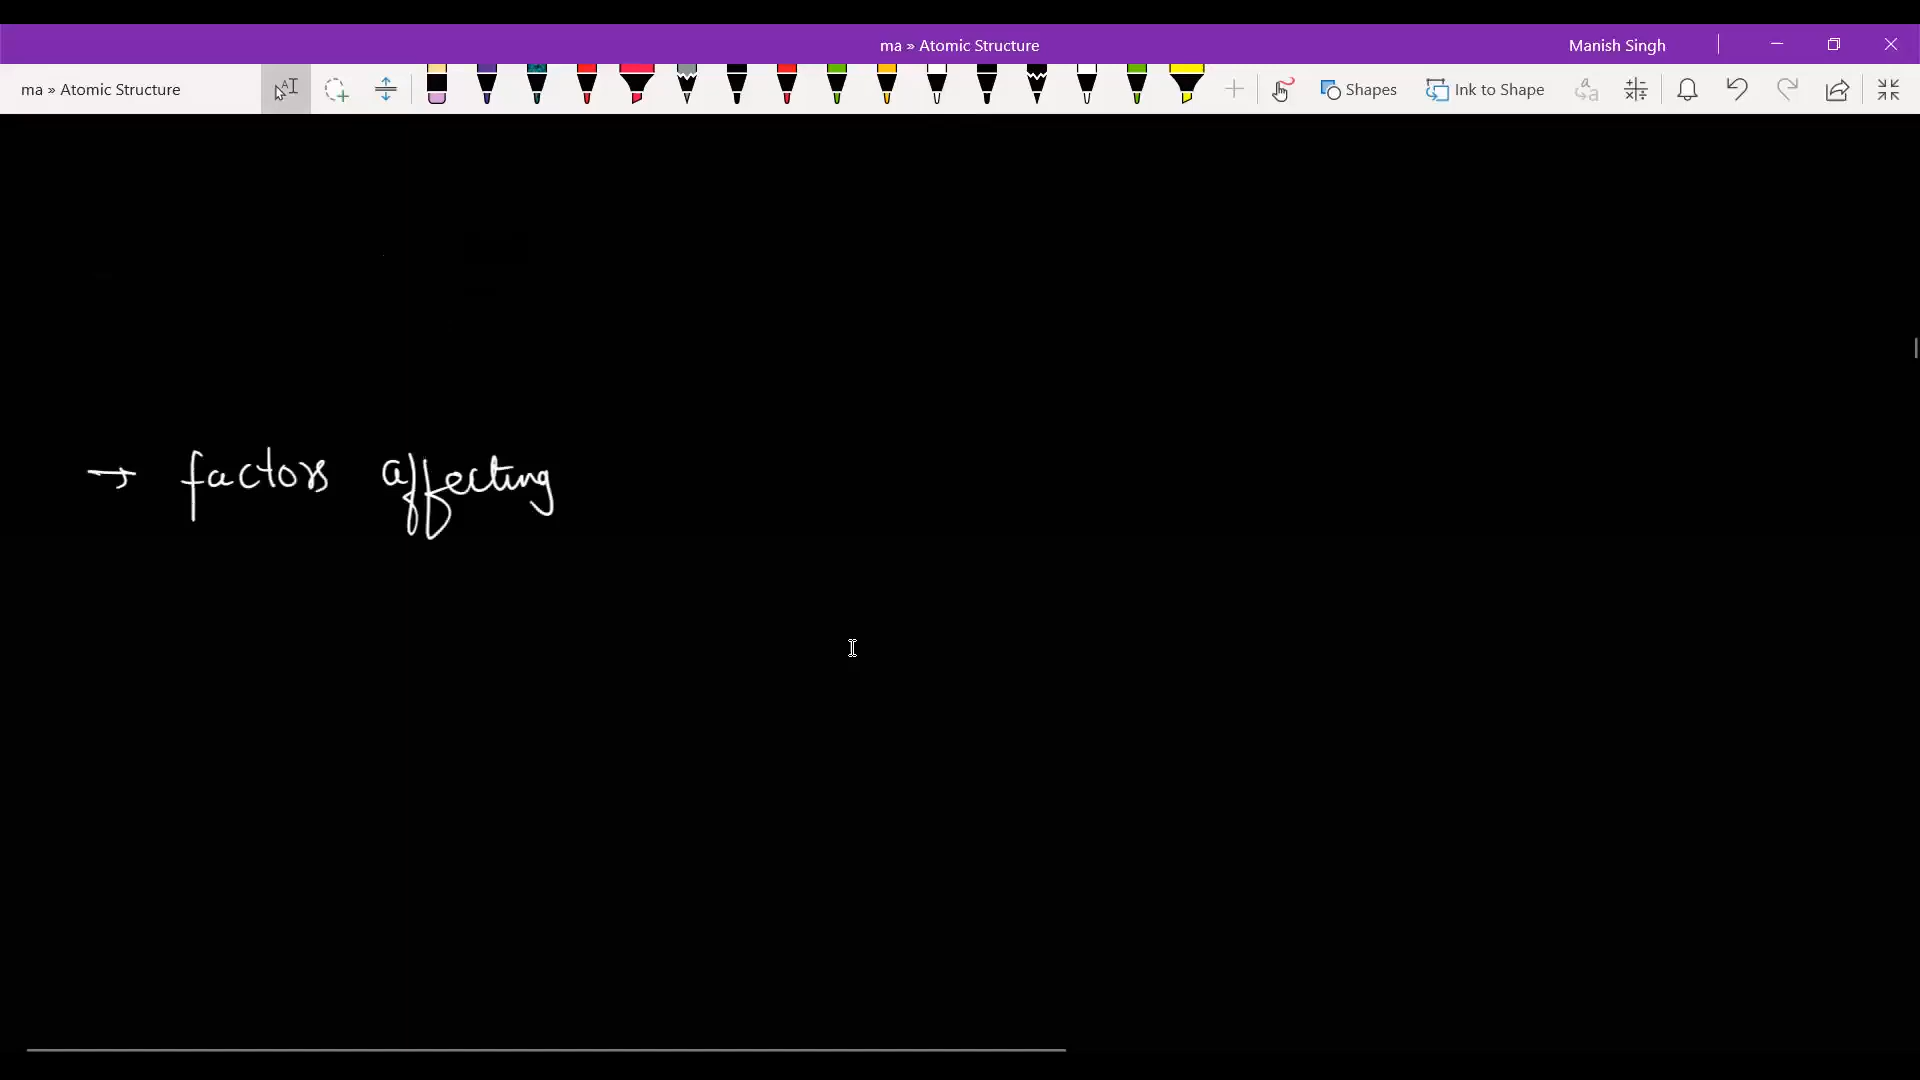 ma » Atomic Structure
Manish Singh
ma » Atomic Structure
Shapes
Ink to Shape
→ factors affecting